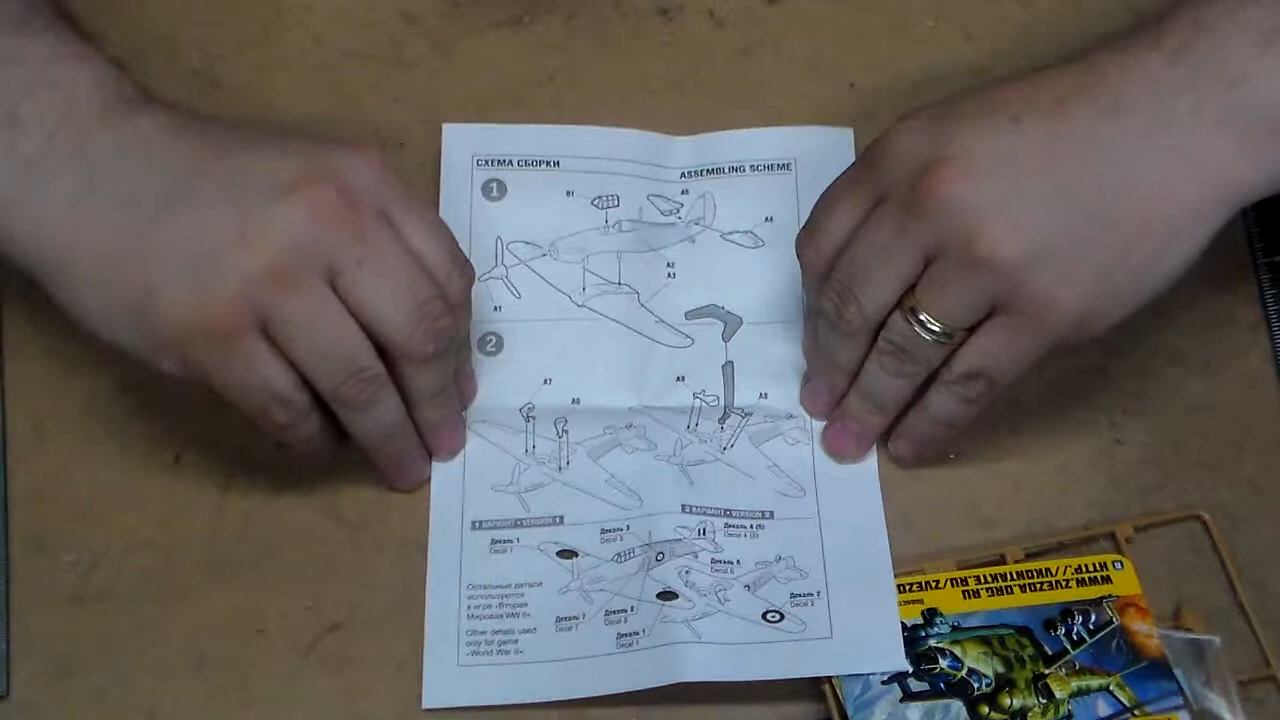 СХЕМА СБОРКИ
ASSEMBLING SCHEME
1
B1
A5
A4
A2
A3
A1
2
A7
A6
A9
A8
1 ВАРИАНТ • VERSION 1
2 ВАРИАНТ • VERSION 2
Декаль 1
Decal 1
Декаль 3
Decal 3
Декаль 4 (5)
Decal 4 (5)
Декаль 6
Decal 6
Декаль 2
Decal 2
Декаль 7
Decal 7
Декаль 8
Decal 8
Декаль 1
Decal 1
Остальные детали
используются
в игре «Вторая
Мировая WW II».
Other details used
only for game
«World War II»
WWW.ZVEZDA.ORG.RU
HTTP://VKONTAKTE.RU/ZVEZD